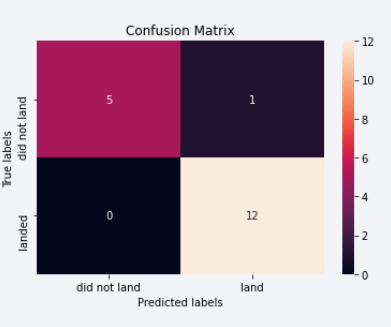 Confusion Matrix
True labels
did not land
landed
5
1
0
12
did not land
land
Predicted labels
12
10
8
6
4
2
0